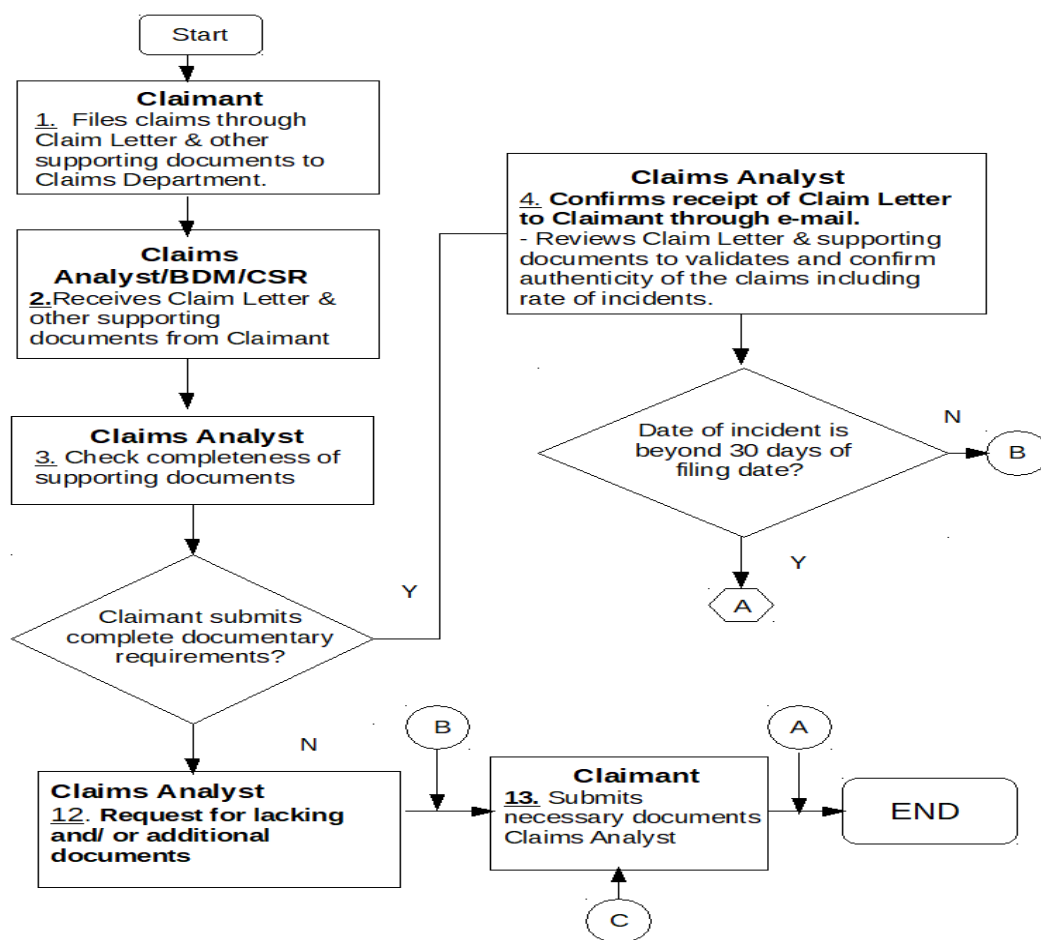 Start
Claimant
1. Files claims through
Claim Letter & other
supporting documents to
Claims Department.
Claims
Analyst/BDM/CSR
2.Receives Claim Letter &
other supporting
documents from Claimant
Claims Analyst
3. Check completeness of
supporting documents
Claimant submits
complete documentary
requirements?
Y
N
Claims Analyst
4. Confirms receipt of Claim Letter
to Claimant through e-mail.
- Reviews Claim Letter & supporting
documents to validates and confirm
authenticity of the claims including
rate of incidents.
Date of incident is
beyond 30 days of
filing date?
N
B
Y
A
Claims Analyst
12. Request for lacking
and/ or additional
documents
B
Claimant
13. Submits
necessary documents
Claims Analyst
A
END
C